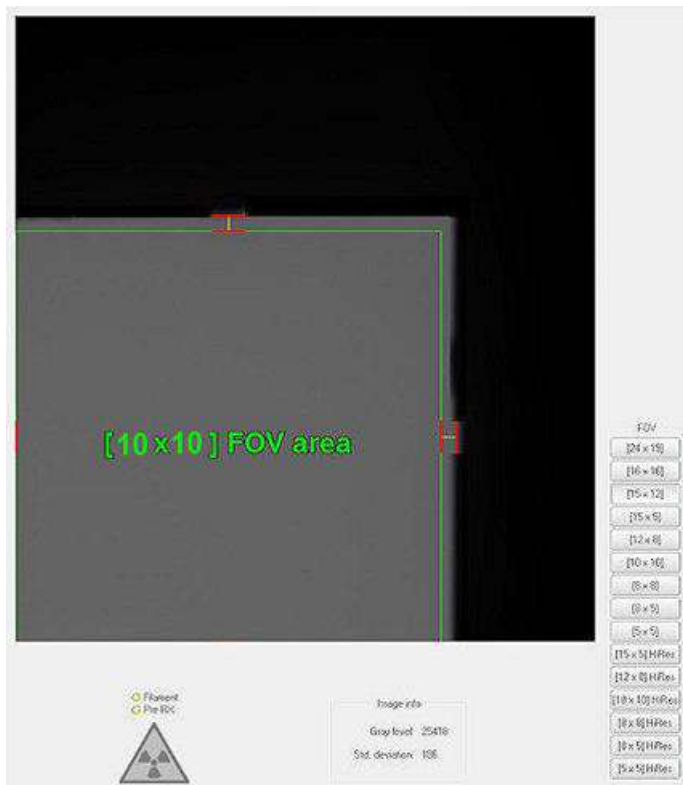 [10 x10] FOV area
FOV
[24 x 19]
[16 x 16]
[15 x 12]
[15 x 5]
[12 x 8]
[10 x 10]
[8 x 8]
[8 x 5]
[5 x 5]
[15 x 5] HiRes
[12 x 8] HiRes
[10 x 10] HiRes
[8 x 8] HiRes
[8 x 5] HiRes
[5 x 5] HiRes
Filament
Pre RX
Image info
Gray level: 25418
Std. deviation: 186